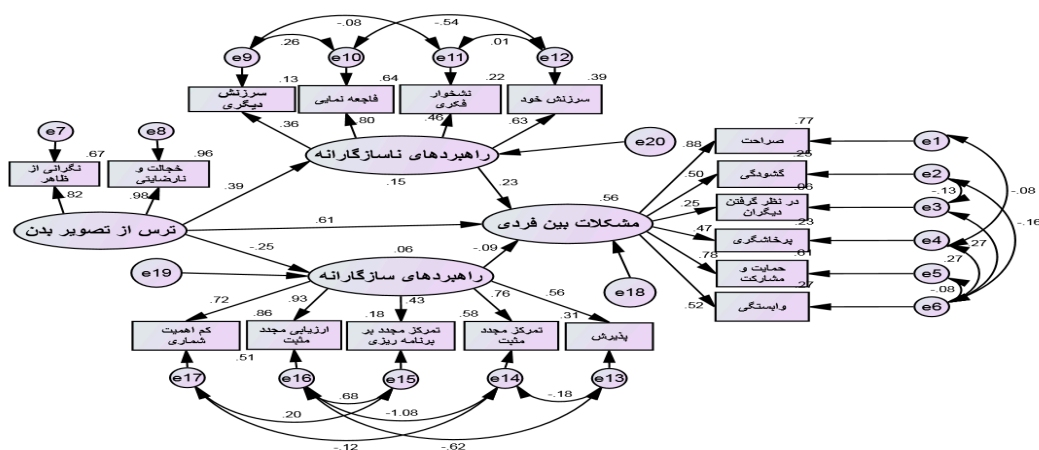 -.08
-.54
.26
.01
e9
e10
e11
e12
.13
.64
.22
.39
سرزنش
دیگری
فاجعه نمایی
نشخوار
فکری
سرزنش خود
.36
.80
.46
.63
e7
e8
.67
.96
نگرانی از
ظاهر
خجالت و
نارضایتی
.82
.98
راهبردهای ناسازگارانه
.15
e20
.39
.23
ترس از تصویر بدن
.61
.56
مشکلات بین فردی
-.25
-.09
.06
راهبردهای سازگارانه
e19
e18
.77
صراحت
.88
e1
.25
گشودگی
.50
e2
.06
در نظر گرفتن
دیگران
.25
e3
.23
پرخاشگری
.47
e4
.61
حمایت و
مشارکت
.78
e5
.27
وابستگی
.52
e6
-.08
-.13
-.16
.27
.27
-.08
.72
.93
.43
.76
.56
کم اهمیت
شماری
.51
.86
ارزیابی مجدد
مثبت
.18
تمرکز مجدد بر
برنامه ریزی
.58
تمرکز مجدد
مثبت
.31
پذیرش
e17
e16
e15
e14
e13
.68
-.18
.20
-1.08
-.12
-.62